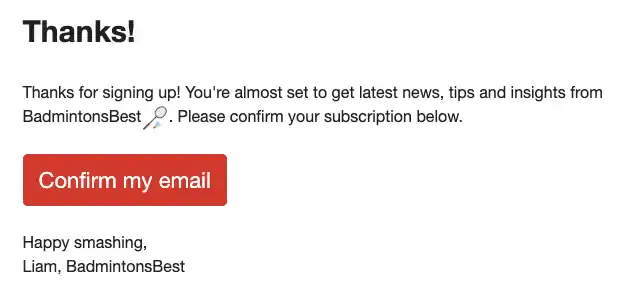 Thanks!
Thanks for signing up! You're almost set to get latest news, tips and insights from
BadmintonsBest🏸. Please confirm your subscription below.
Confirm my email
Happy smashing,
Liam, BadmintonsBest